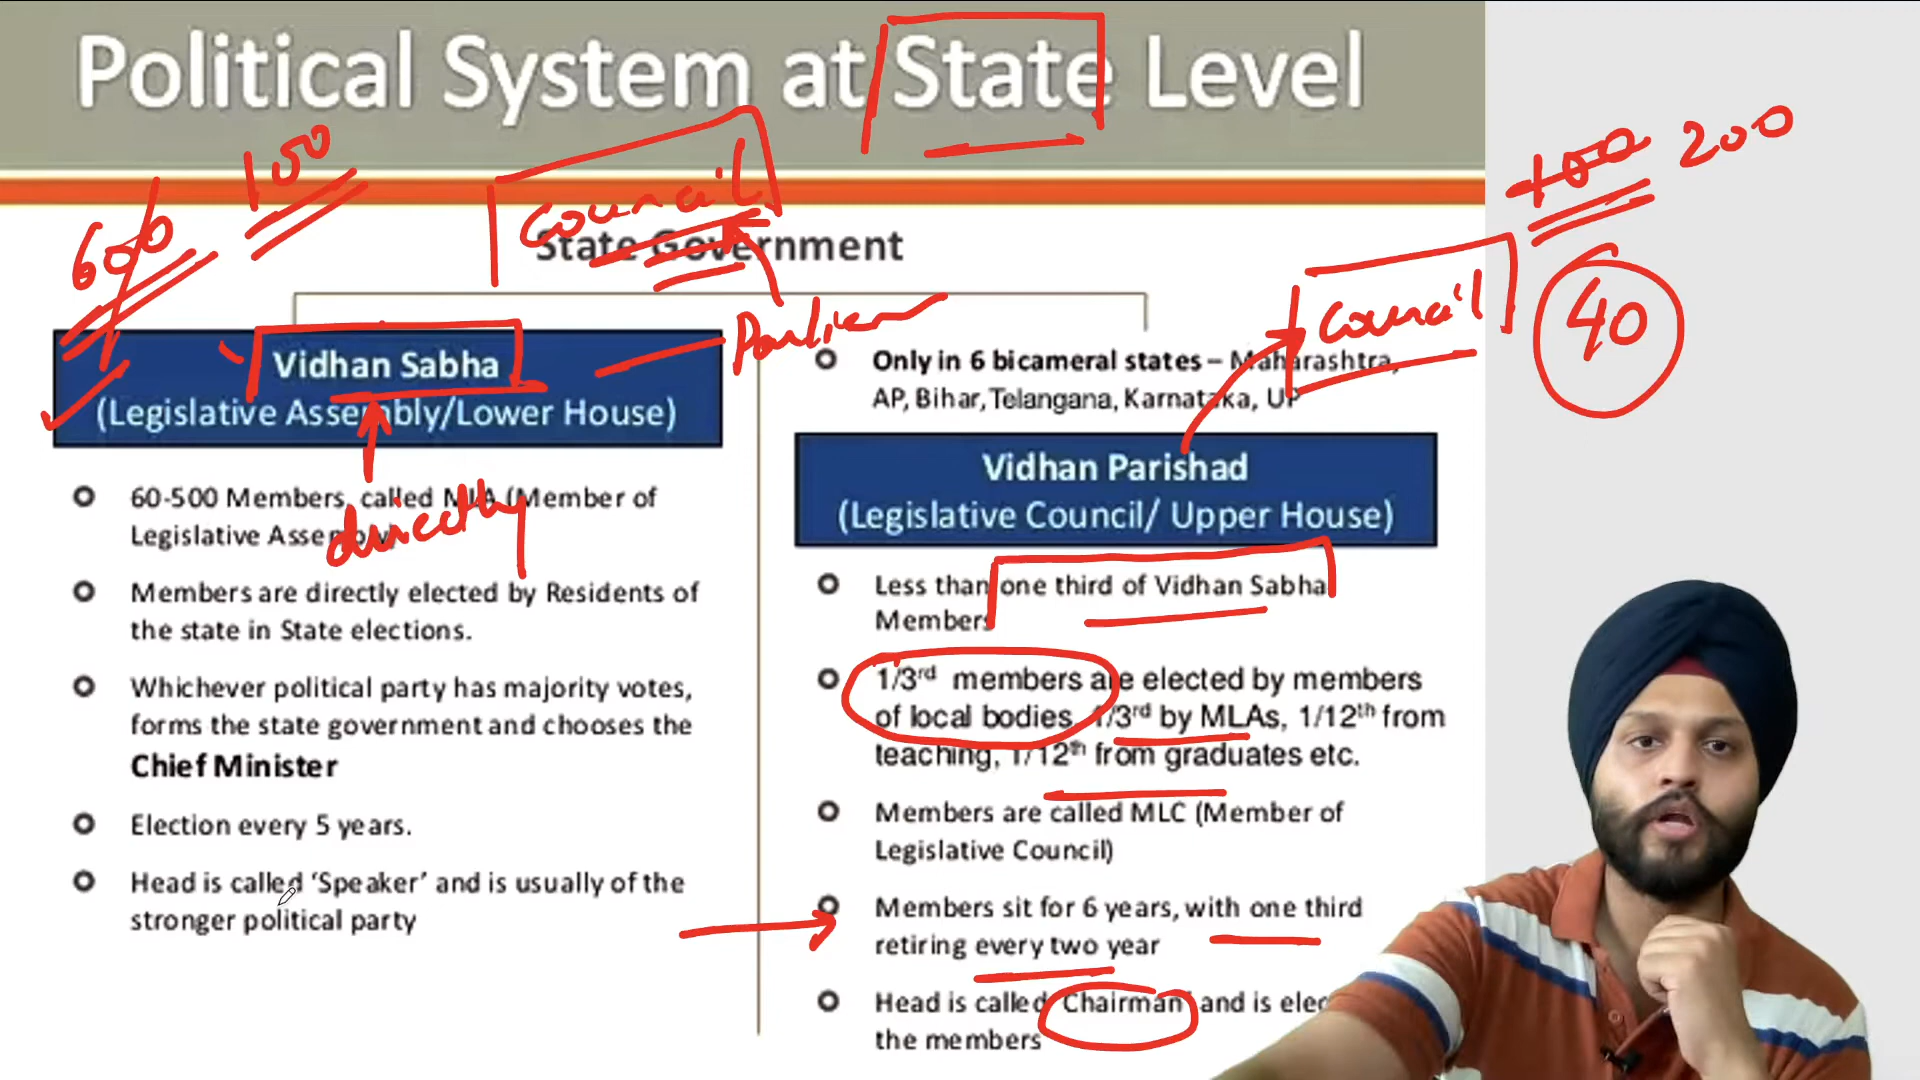 Political System at State Level
600
100
Council
100
200
State Government
40
Council
Vidhan Sabha
(Legislative Assembly/Lower House)
directly
60-500 Members, called MLA (Member of
Legislative Assembly)
Members are directly elected by Residents of
the state in State elections.
Whichever political party has majority votes,
forms the state government and chooses the
Chief Minister
Election every 5 years.
Head is called ‘Speaker’ and is usually of the
stronger political party
Only in 6 bicameral states – Maharashtra,
AP, Bihar, Telangana, Karnataka, UP
Vidhan Parishad
(Legislative Council/ Upper House)
Less than one third of Vidhan Sabha
Members
1/3rd members are elected by members
of local bodies, 1/3rd by MLAs, 1/12th from
teaching, 1/12th from graduates etc.
Members are called MLC (Member of
Legislative Council)
Members sit for 6 years, with one third
retiring every two year
Head is called ‘Chairman’ and is elec
the members